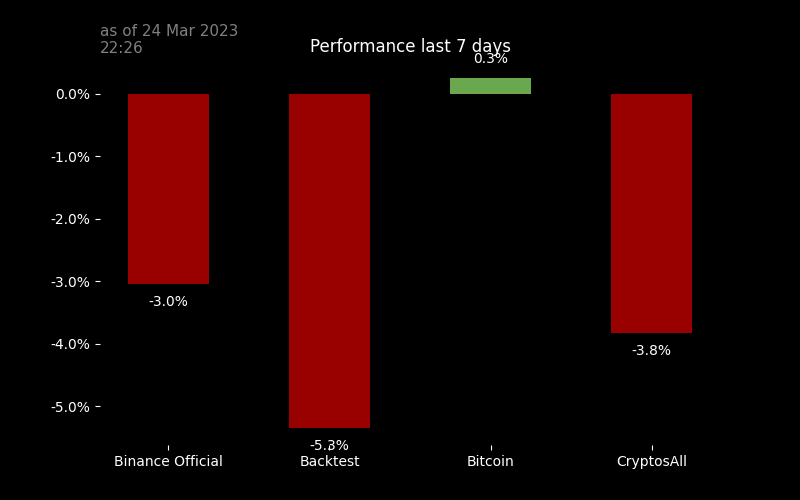 as of 24 Mar 2023
22:26
Performance last 7 days
0.3%
0.0%
-1.0%
-2.0%
-3.0%
-3.0%
-4.0%
-3.8%
-5.0%
-5.3%
Binance Official
Backtest
Bitcoin
CryptosAll